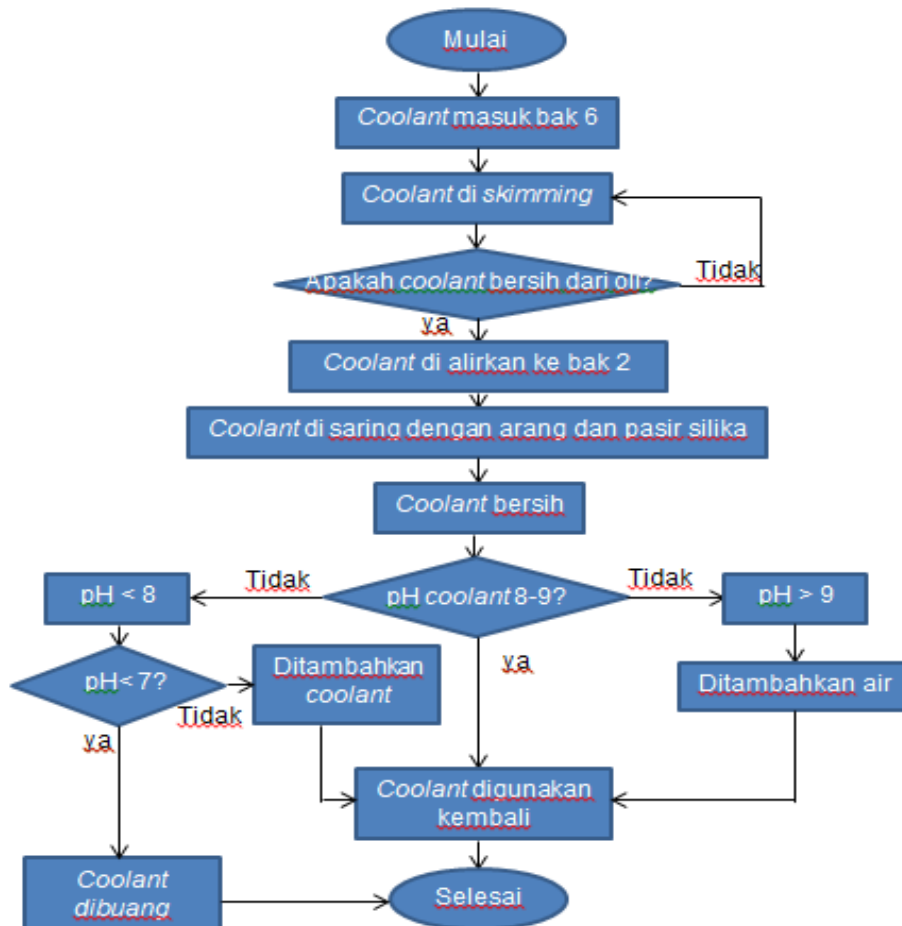 Mulai
Coolant masuk bak 6
Coolant di skimming
Apakah coolant bersih dari oli?
Tidak
ya
Coolant di alirkan ke bak 2
Coolant di saring dengan arang dan pasir silika
Coolant bersih
pH < 8
Tidak
pH coolant 8-9?
Tidak
pH > 9
pH< 7?
Tidak
Ditambahkan
coolant
ya
Ditambahkan air
ya
Coolant digunakan
kembali
Coolant
dibuang
Selesai